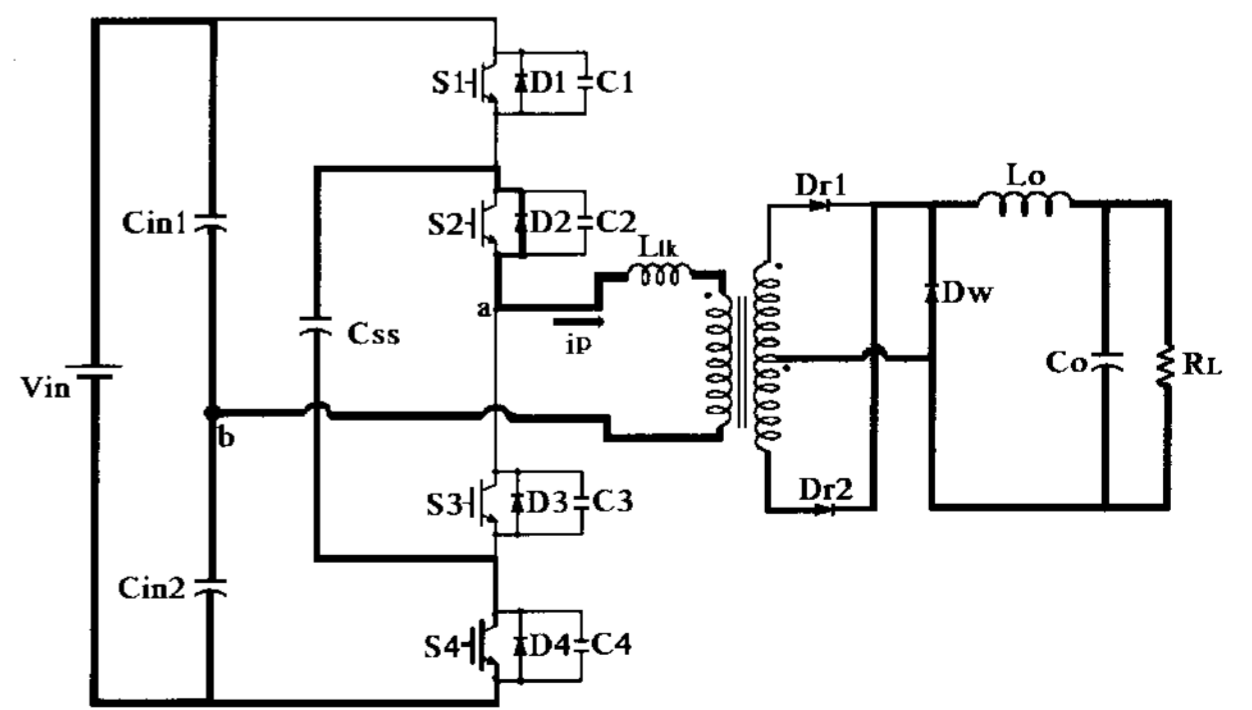 S1 D1 C1
Cin1
S2 D2 C2
Dr1
Lo
Llk
a
Dw
Css
ip
Vin
Co
RL
b
S3 D3 C3
Dr2
Cin2
S4 D4 C4